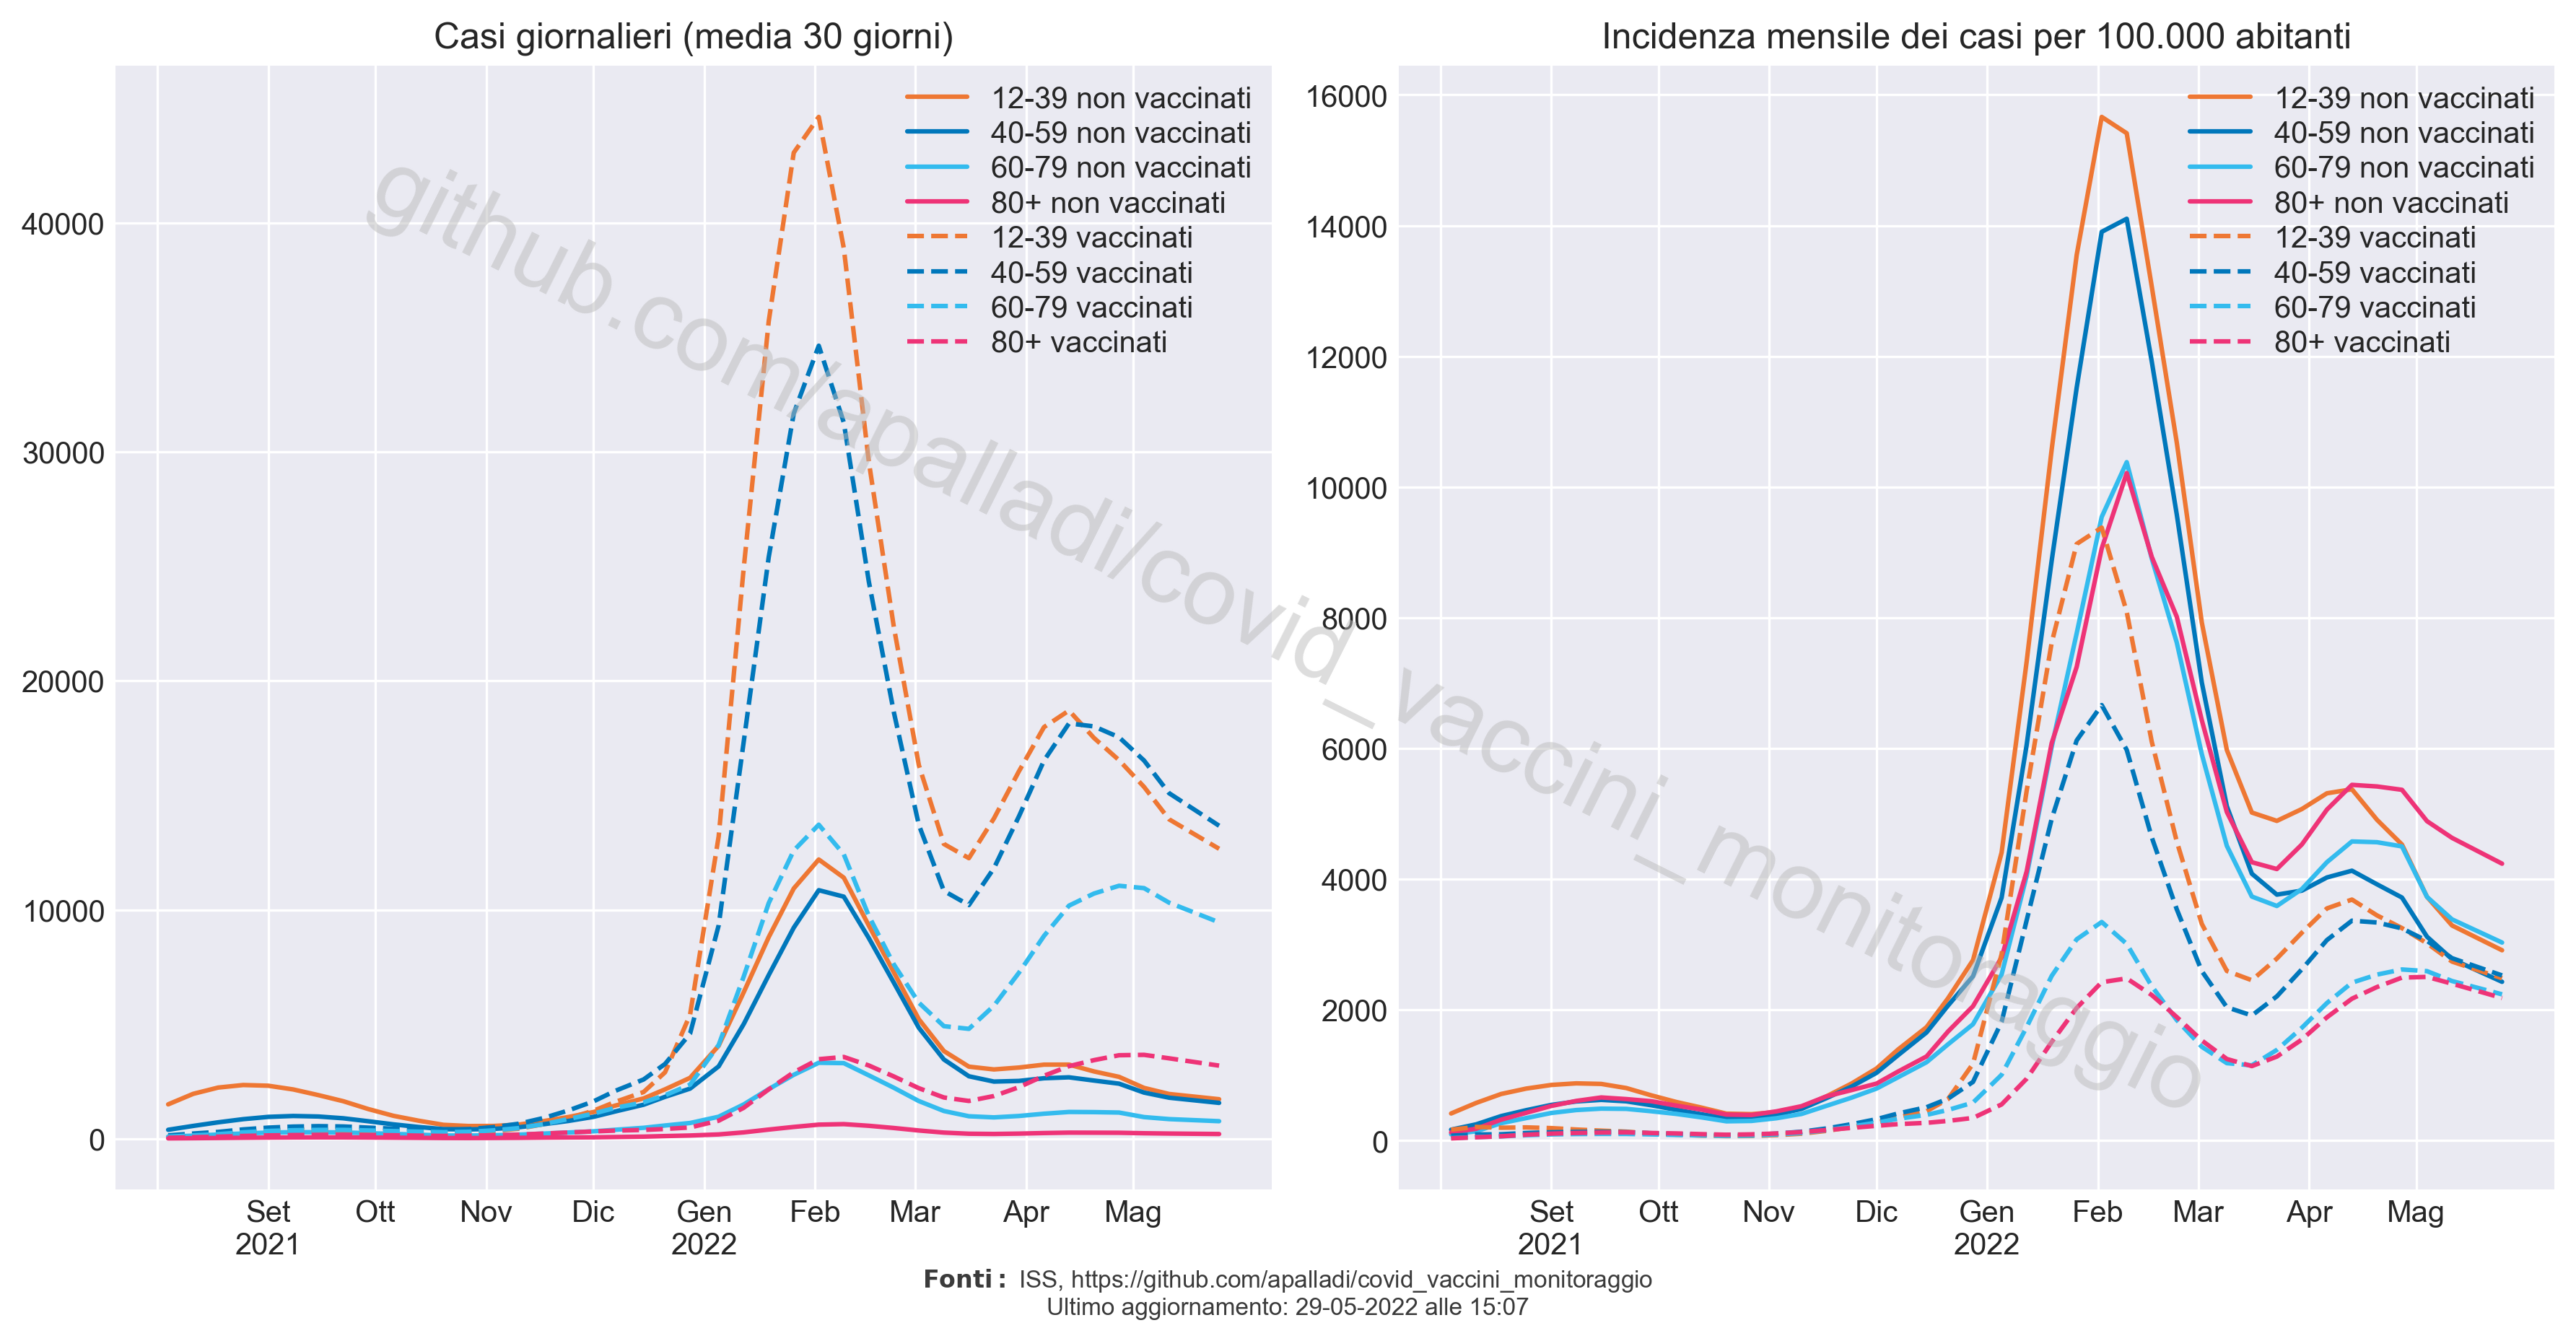 Casi giornalieri (media 30 giorni)
12-39 non vaccinati
40-59 non vaccinati
60-79 non vaccinati
80+ non vaccinati
12-39 vaccinati
40-59 vaccinati
60-79 vaccinati
80+ vaccinati
40000
30000
20000
10000
0
Set Ott Nov Dic Gen Feb Mar Apr Mag
2021 2022
Incidenza mensile dei casi per 100.000 abitanti
12-39 non vaccinati
40-59 non vaccinati
60-79 non vaccinati
80+ non vaccinati
12-39 vaccinati
40-59 vaccinati
60-79 vaccinati
80+ vaccinati
16000
14000
12000
10000
8000
6000
4000
2000
0
Set Ott Nov Dic Gen Feb Mar Apr Mag
2021 2022
github.com/apalladi/covid_vaccini_monitoraggio
Fonti: ISS, https://github.com/apalladi/covid_vaccini_monitoraggio
Ultimo aggiornamento: 29-05-2022 alle 15:07